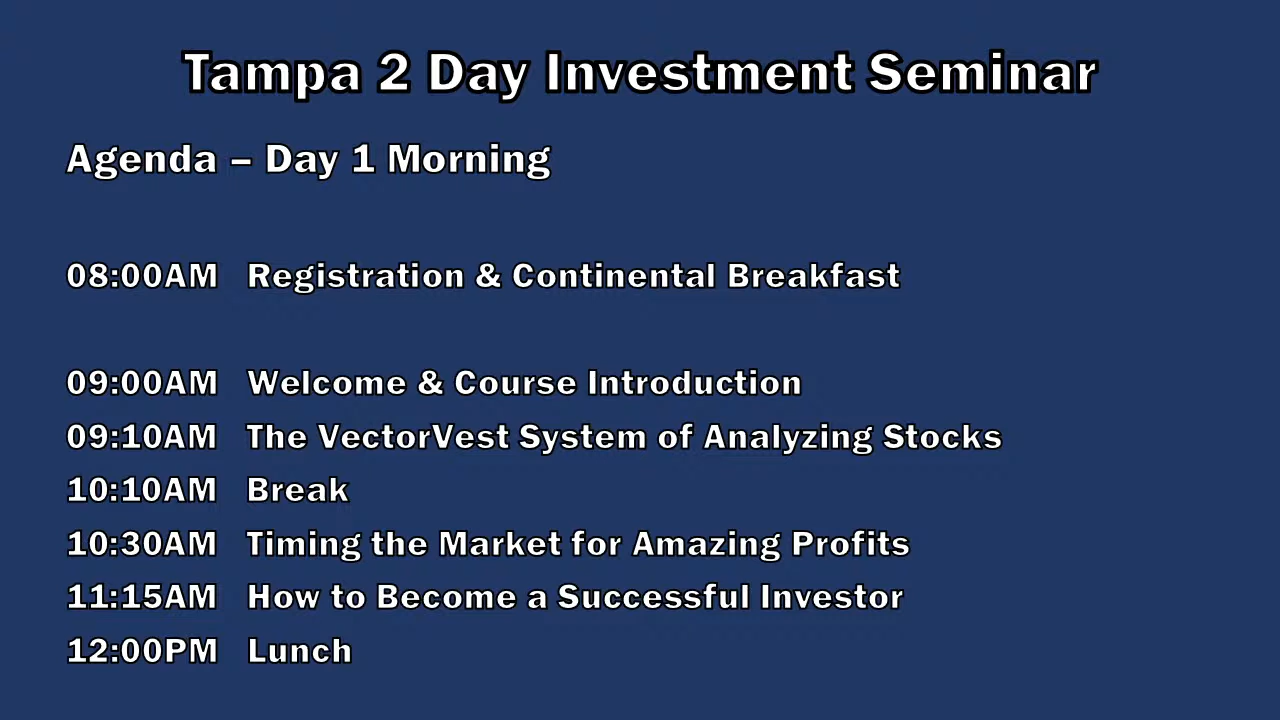 Tampa 2 Day Investment Seminar
Agenda – Day 1 Morning
08:00AM Registration & Continental Breakfast
09:00AM Welcome & Course Introduction
09:10AM The VectorVest System of Analyzing Stocks
10:10AM Break
10:30AM Timing the Market for Amazing Profits
11:15AM How to Become a Successful Investor
12:00PM Lunch